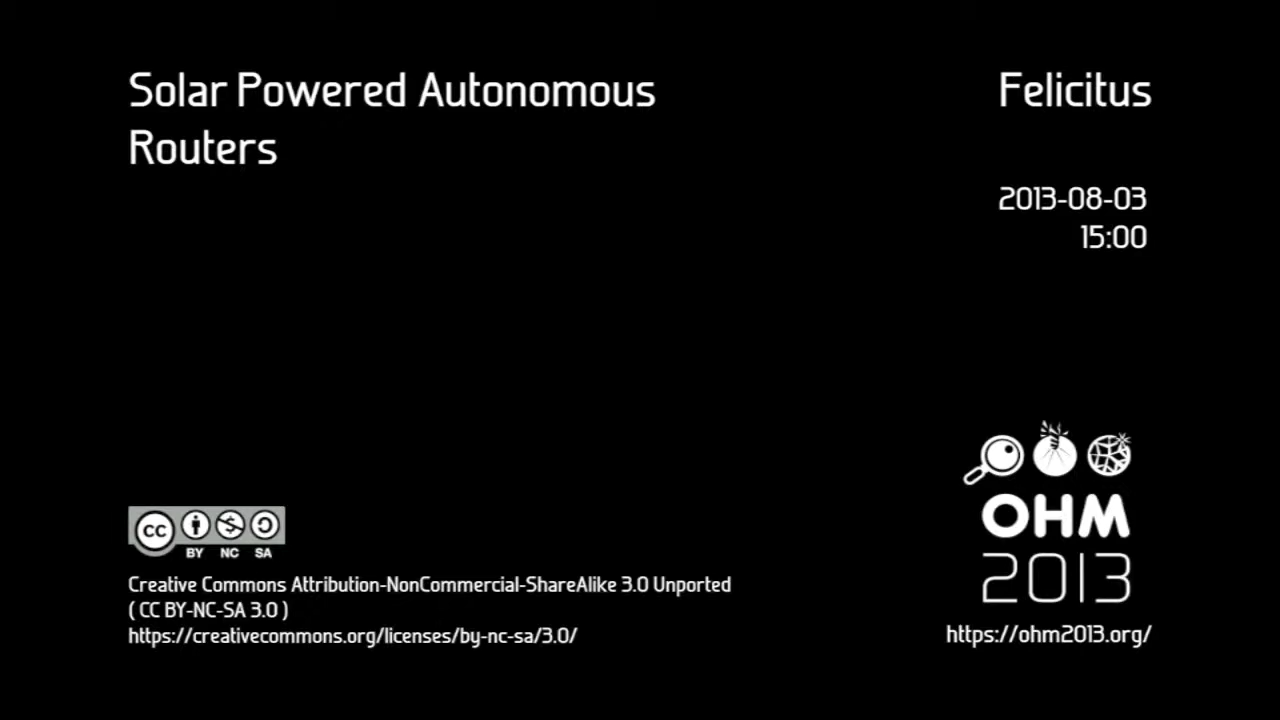 Solar Powered Autonomous
Routers
Felicitus
2013-08-03
15:00
CC
BY NC SA
Creative Commons Attribution-NonCommercial-ShareAlike 3.0 Unported
( CC BY-NC-SA 3.0 )
https://creativecommons.org/licenses/by-nc-sa/3.0/
OHM
2013
https://ohm2013.org/